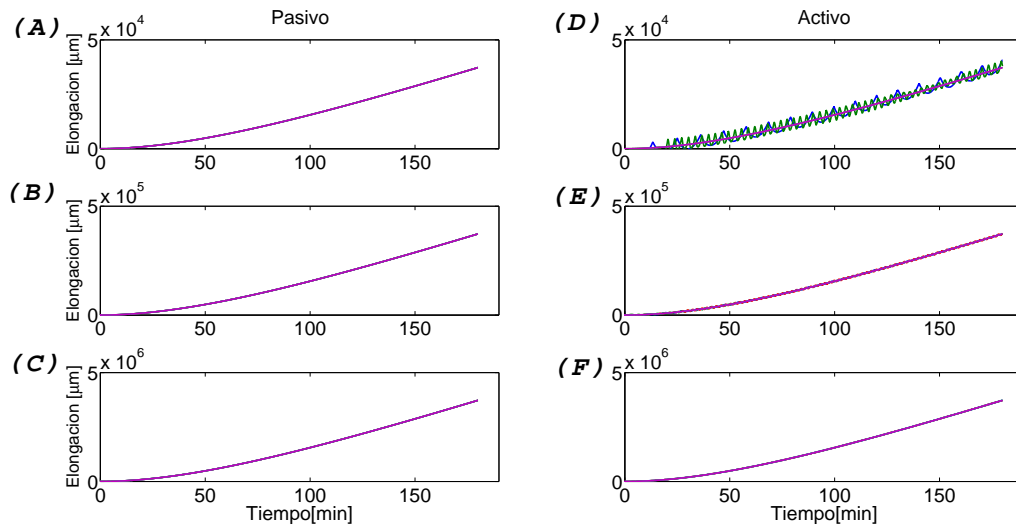 Pasivo
Activo
(A)
x 10^4
5
0
Elongacion [µm]
0 50 100 150
(D)
x 10^4
5
0
0 50 100 150
(B)
x 10^5
5
0
Elongacion [µm]
0 50 100 150
(E)
x 10^5
5
0
0 50 100 150
(C)
x 10^6
5
0
Elongacion [µm]
0 50 100 150
Tiempo[min]
(F)
x 10^6
5
0
0 50 100 150
Tiempo[min]